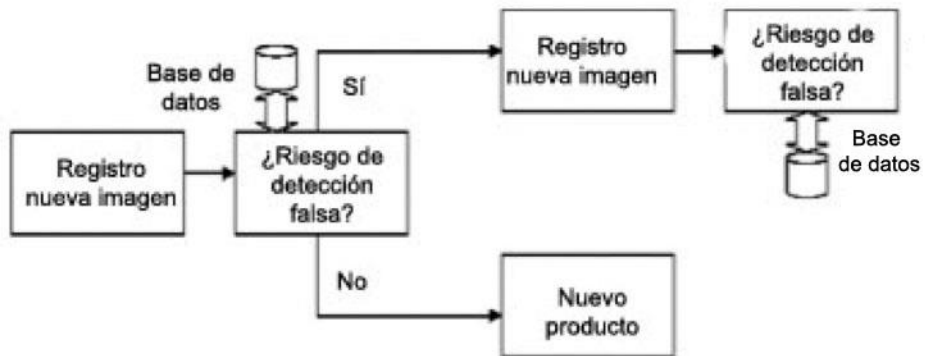 Registro
nueva imagen
Base de
datos
¿Riesgo de
detección
falsa?
Sí
Registro
nueva imagen
¿Riesgo de
detección
falsa?
Base
de datos
No
Nuevo
producto